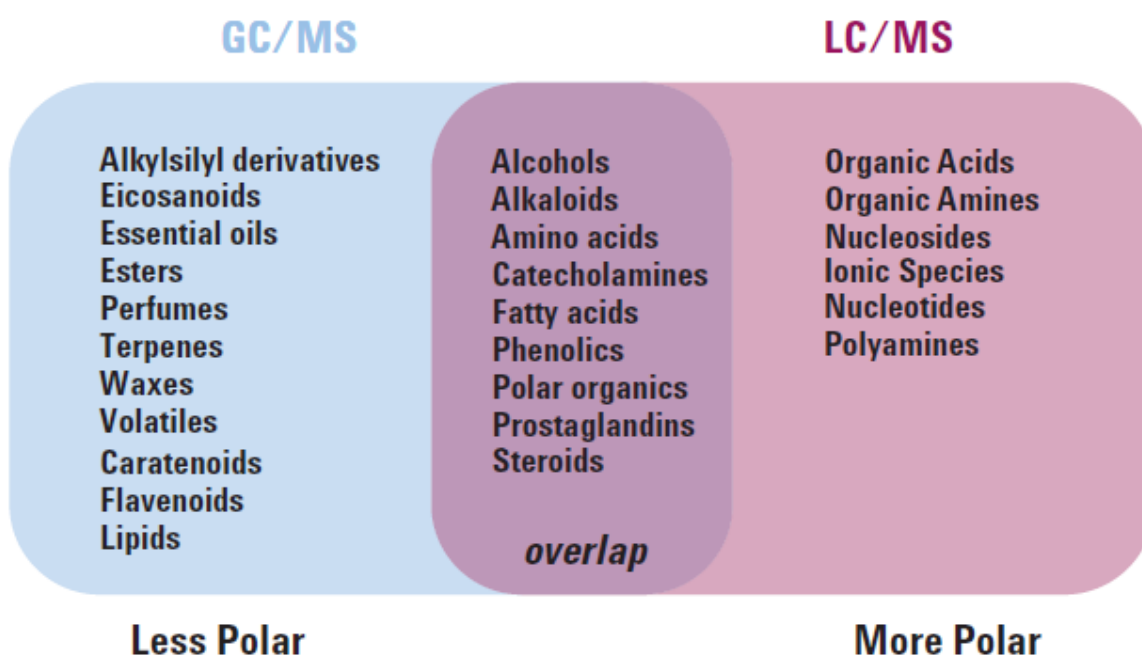 GC/MS
LC/MS
Alkylsilyl derivatives
Eicosanoids
Essential oils
Esters
Perfumes
Terpenes
Waxes
Volatiles
Caratenoids
Flavenoids
Lipids
Alcohols
Alkaloids
Amino acids
Catecholamines
Fatty acids
Phenolics
Polar organics
Prostaglandins
Steroids
overlap
Organic Acids
Organic Amines
Nucleosides
Ionic Species
Nucleotides
Polyamines
Less Polar
More Polar